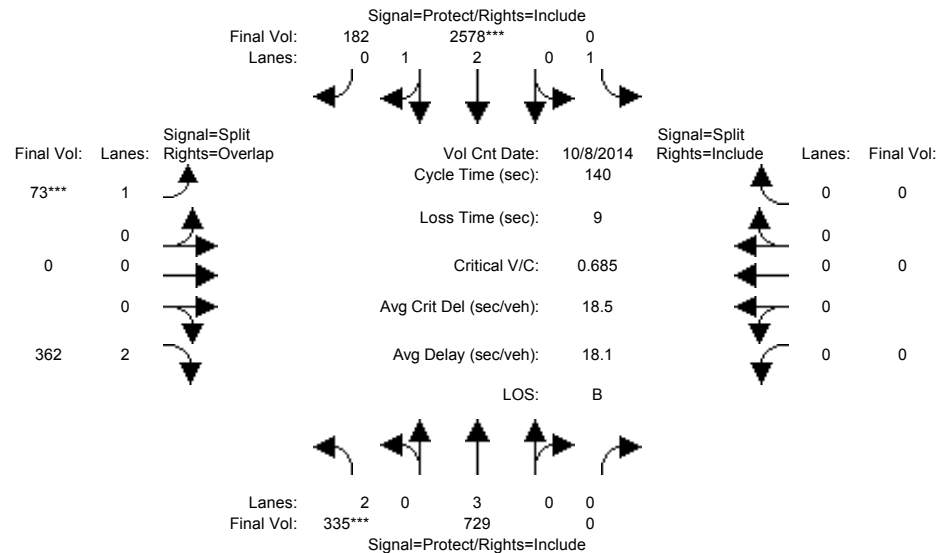 Signal=Protect/Rights=Include
Final Vol: 182 2578*** 0
Lanes: 0 1 2 0 1
Signal=Split
Final Vol: Lanes: Rights=Overlap
Vol Cnt Date: 10/8/2014
Signal=Split
Rights=Include Lanes: Final Vol:
Cycle Time (sec): 140
73*** 1
0 0
Loss Time (sec): 9
0
0
0 0
Critical V/C: 0.685
0 0
0
Avg Crit Del (sec/veh): 18.5
0
362 2
Avg Delay (sec/veh): 18.1
0 0
LOS: B
Lanes: 2 0 3 0 0
Final Vol: 335*** 729 0
Signal=Protect/Rights=Include